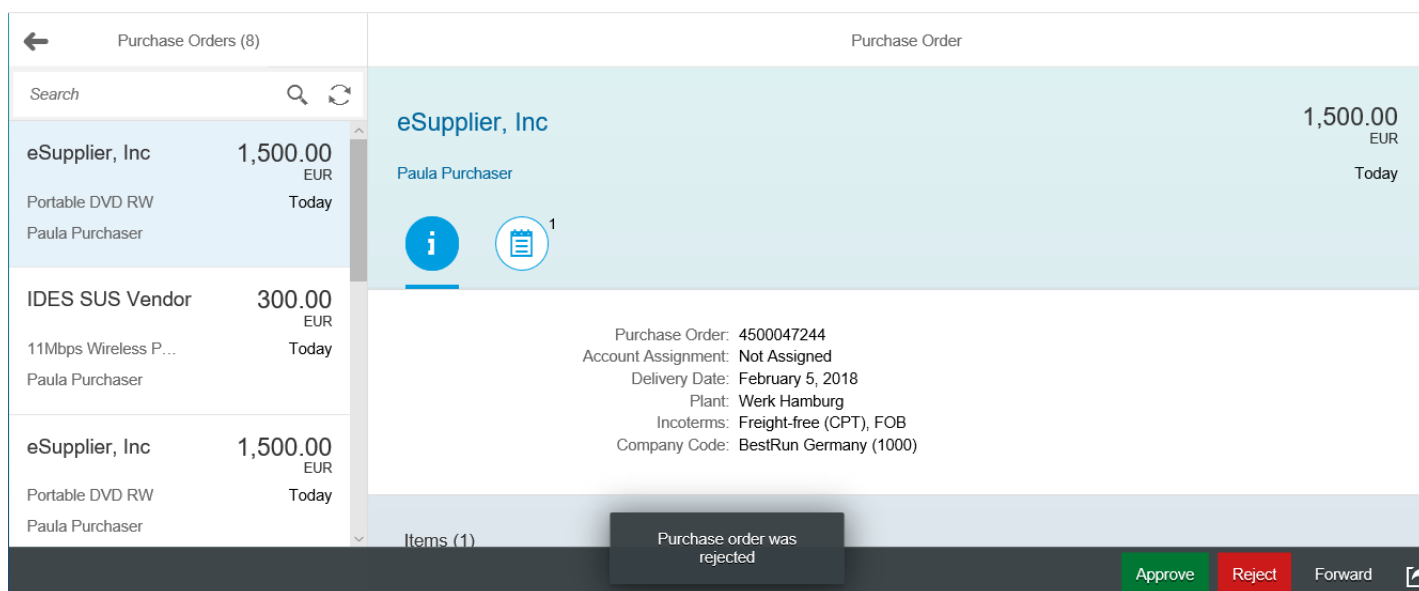 Purchase Orders (8)
Purchase Order
Search
eSupplier, Inc 1,500.00
EUR
Portable DVD RW Today
Paula Purchaser
IDES SUS Vendor 300.00
EUR
11Mbps Wireless P... Today
Paula Purchaser
eSupplier, Inc 1,500.00
EUR
Portable DVD RW Today
Paula Purchaser
eSupplier, Inc 1,500.00
EUR
Paula Purchaser Today
1
Purchase Order: 4500047244
Account Assignment: Not Assigned
Delivery Date: February 5, 2018
Plant: Werk Hamburg
Incoterms: Freight-free (CPT), FOB
Company Code: BestRun Germany (1000)
Items (1)
Purchase order was
rejected
Approve Reject Forward